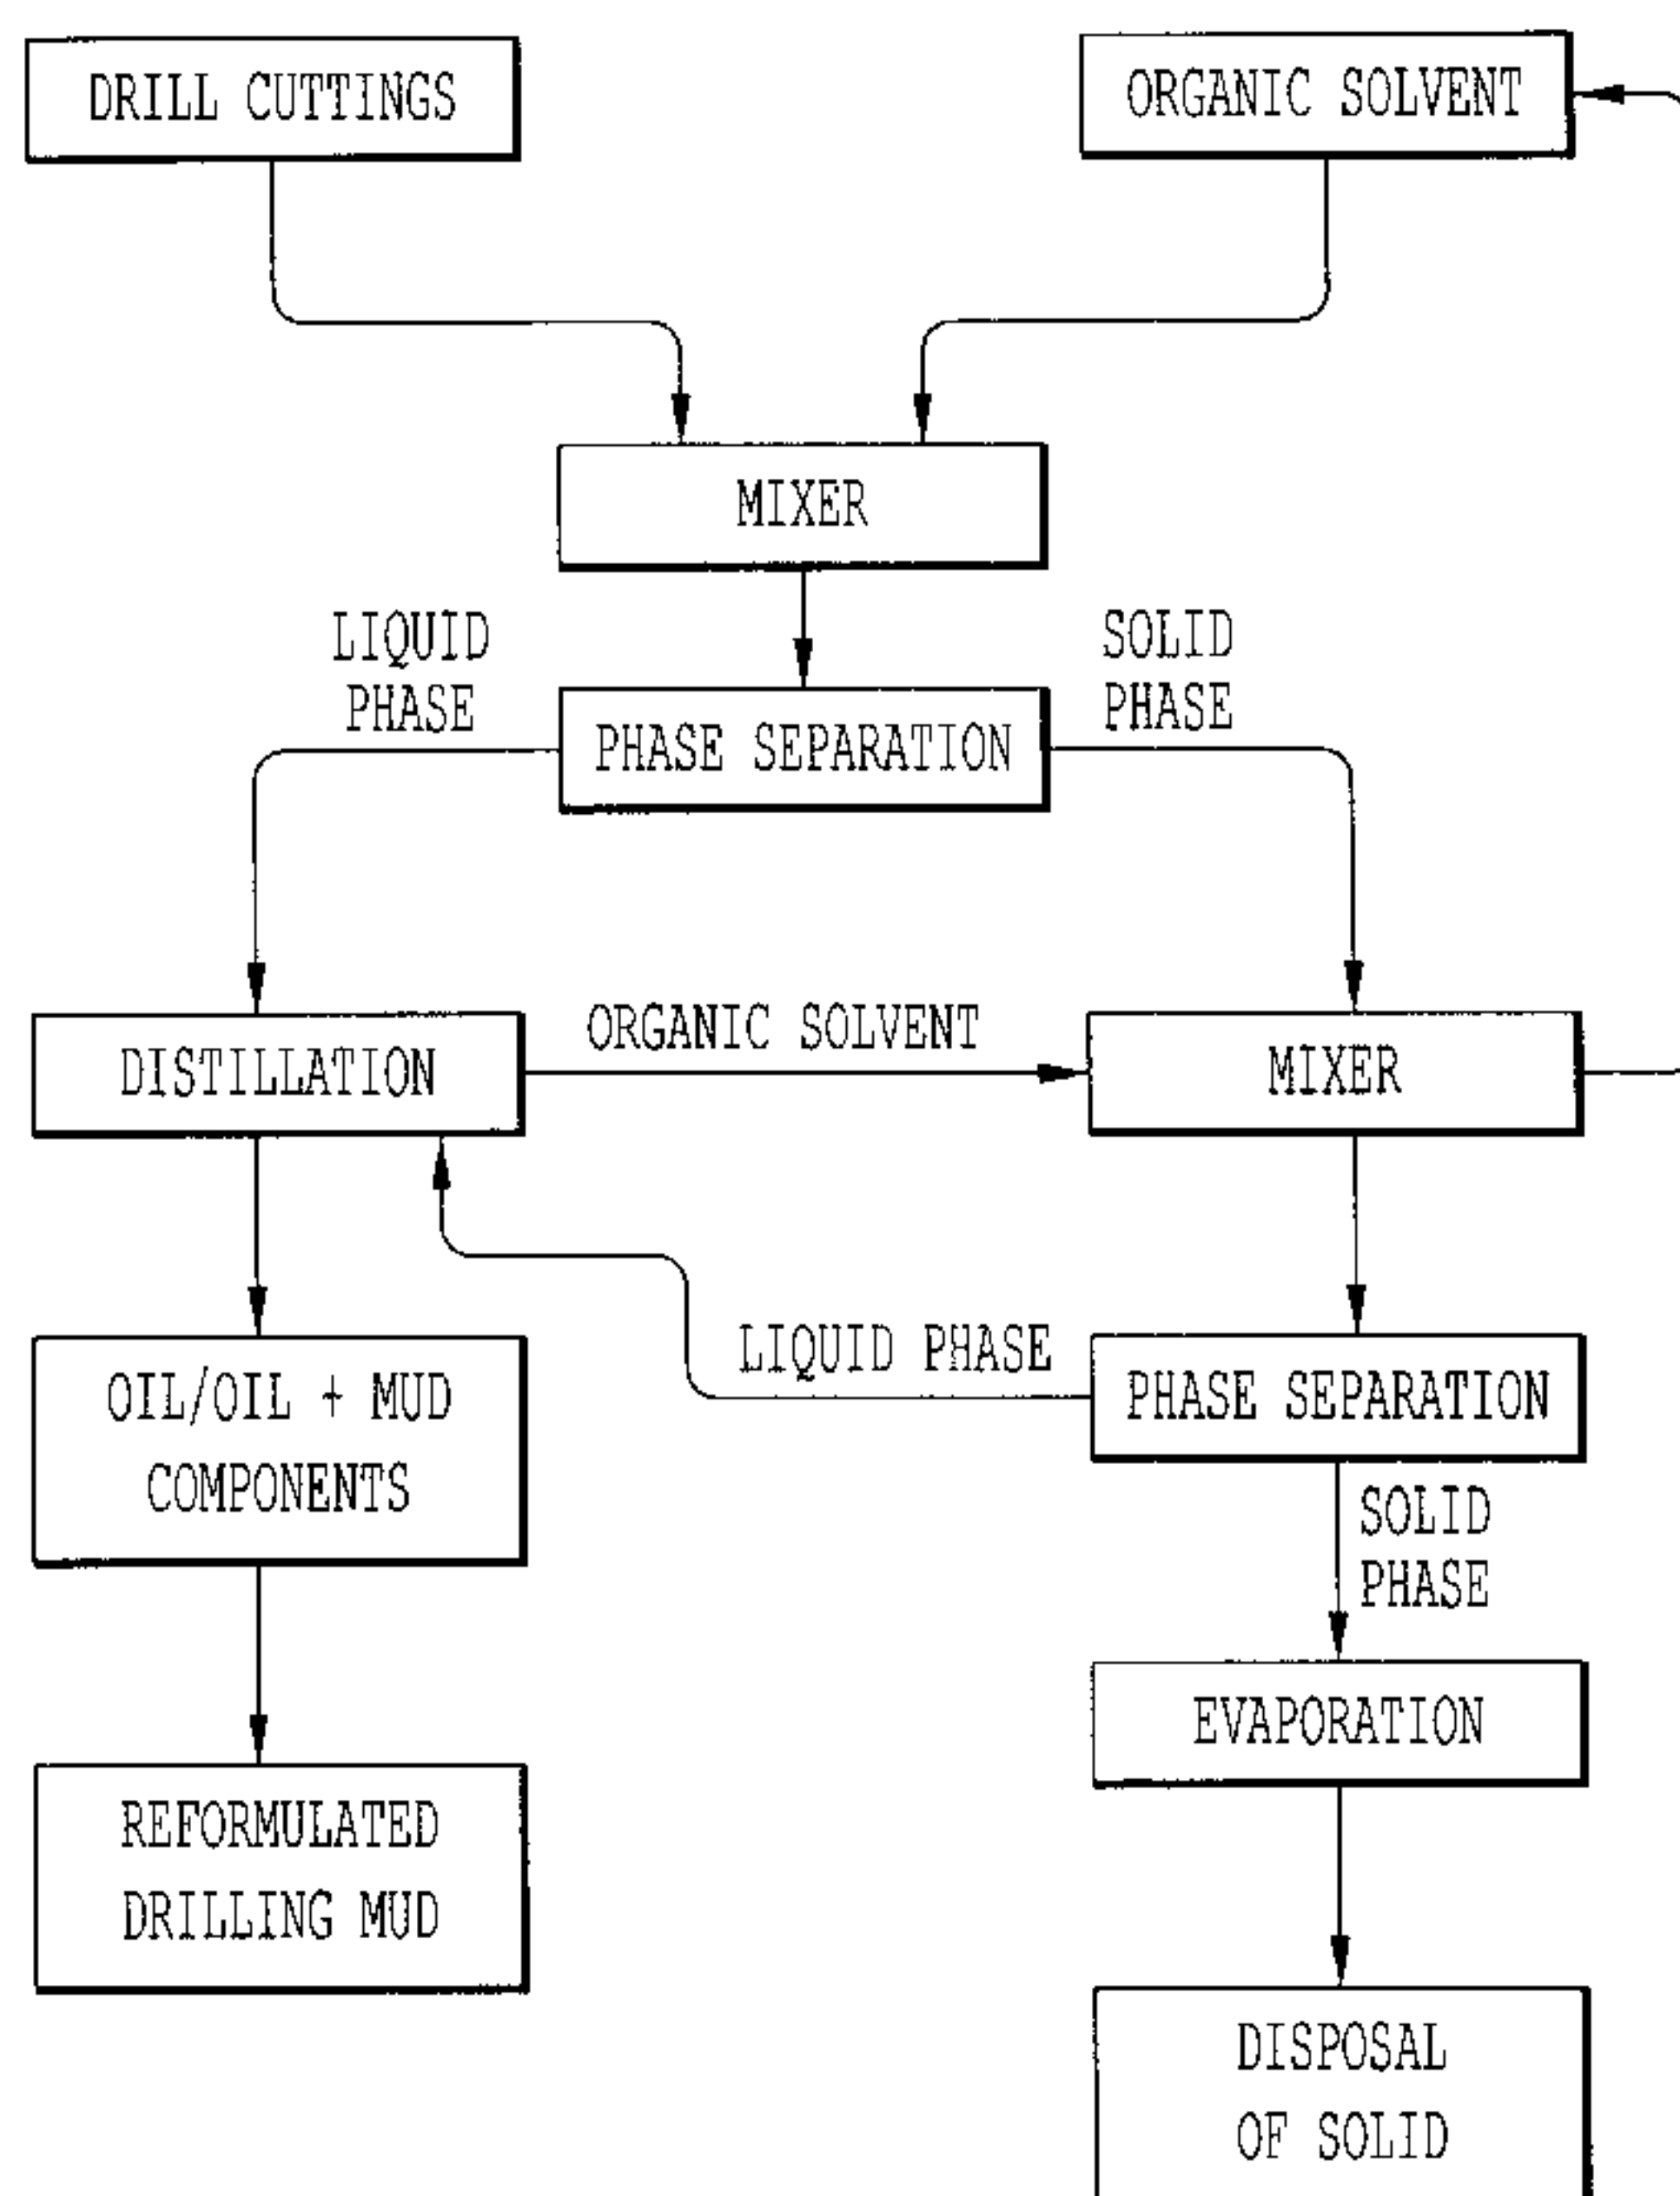 DRILL CUTTINGS
ORGANIC SOLVENT
MIXER
LIQUID
PHASE
SOLID
PHASE
PHASE SEPARATION
DISTILLATION
ORGANIC SOLVENT
MIXER
LIQUID PHASE
OIL/OIL + MUD
COMPONENTS
PHASE SEPARATION
SOLID
PHASE
EVAPORATION
REFORMULATED
DRILLING MUD
DISPOSAL
OF SOLID